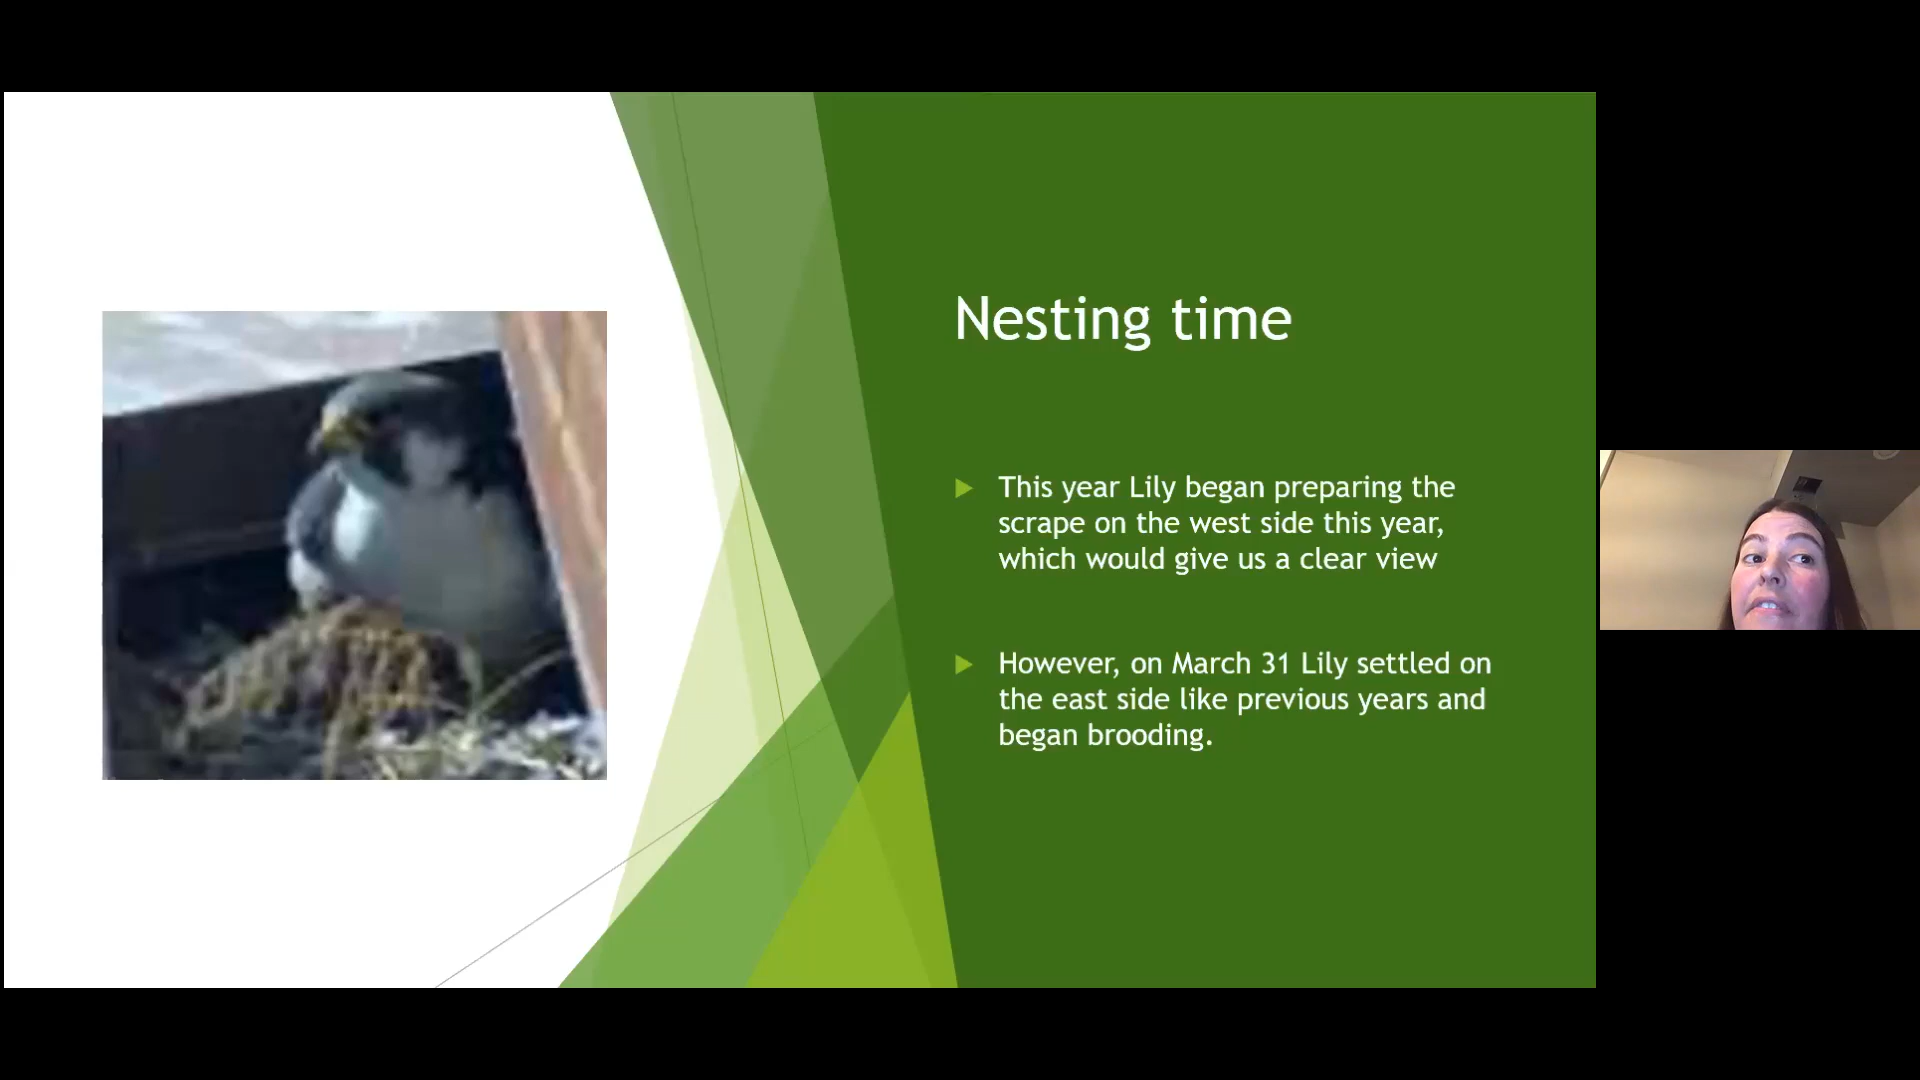 Nesting time
This year Lily began preparing the
scrape on the west side this year,
which would give us a clear view
However, on March 31 Lily settled on
the east side like previous years and
began brooding.